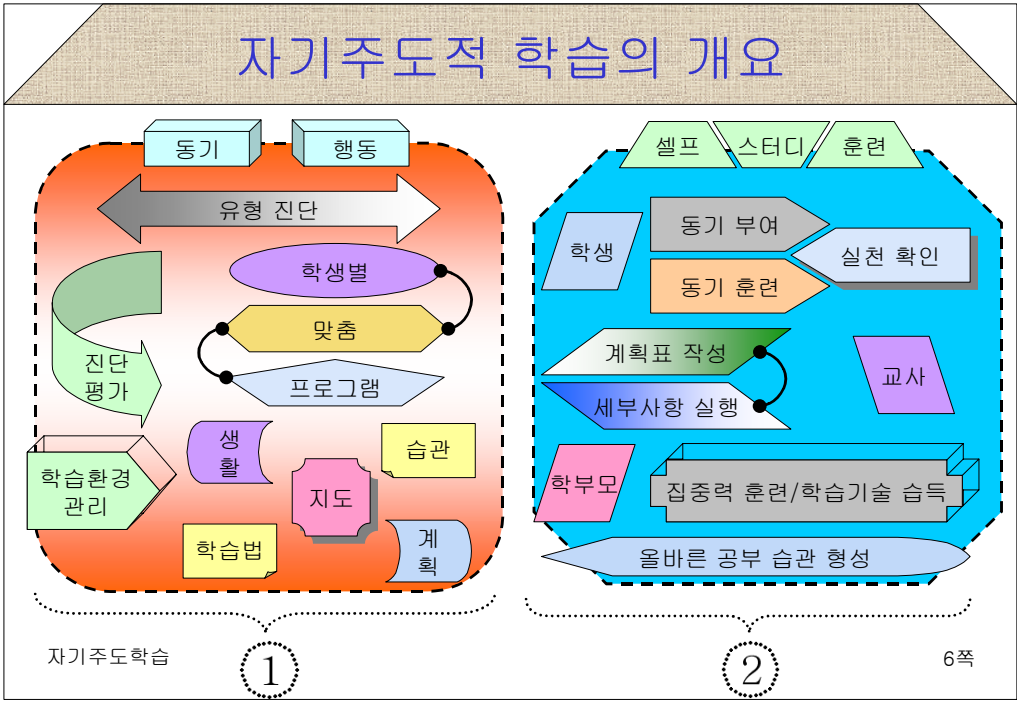 자기주도적 학습의 개요
동기
행동
유형 진단
학생별
맞춤
프로그램
진단
평가
학습환경
관리
생
활
습관
지도
학습법
계
획
셀프
스터디
훈련
학생
동기 부여
동기 훈련
실천 확인
계획표 작성
세부사항 실행
교사
학부모
집중력 훈련/학습기술 습득
올바른 공부 습관 형성
1
2
자기주도학습
6쪽